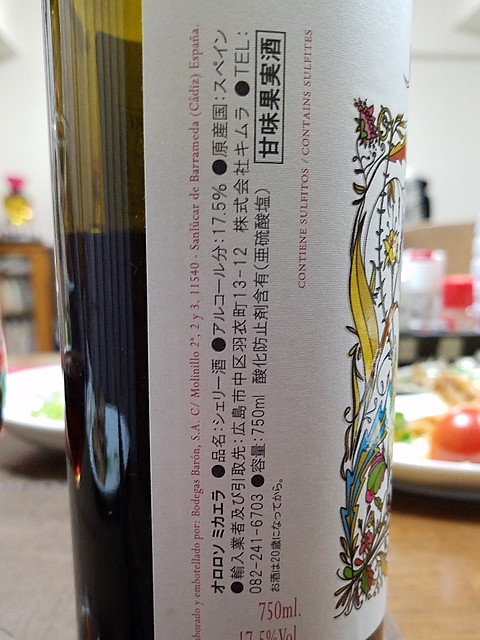 aborado y embotellado por: Bodegas Barón, S.A. C/ Molinillo 2ª, 2 y 3. 11540 - Sanlúcar de Barrameda (Cádiz) España.
オロロソ ミカエラ ●品名:シェリー酒 ●アルコール分:17.5% ●原産国:スペイン
●輸入業者及び引取先:広島市中区羽衣町13-12 株式会社キムラ ●TEL:
082-241-6703 ●容量:750ml 酸化防止剤含有(亜硫酸塩)
甘味果実酒
お酒は20歳になってから。
CONTIENE SULFITOS / CONTAINS SULFITES
750ml.
17,5%Vol